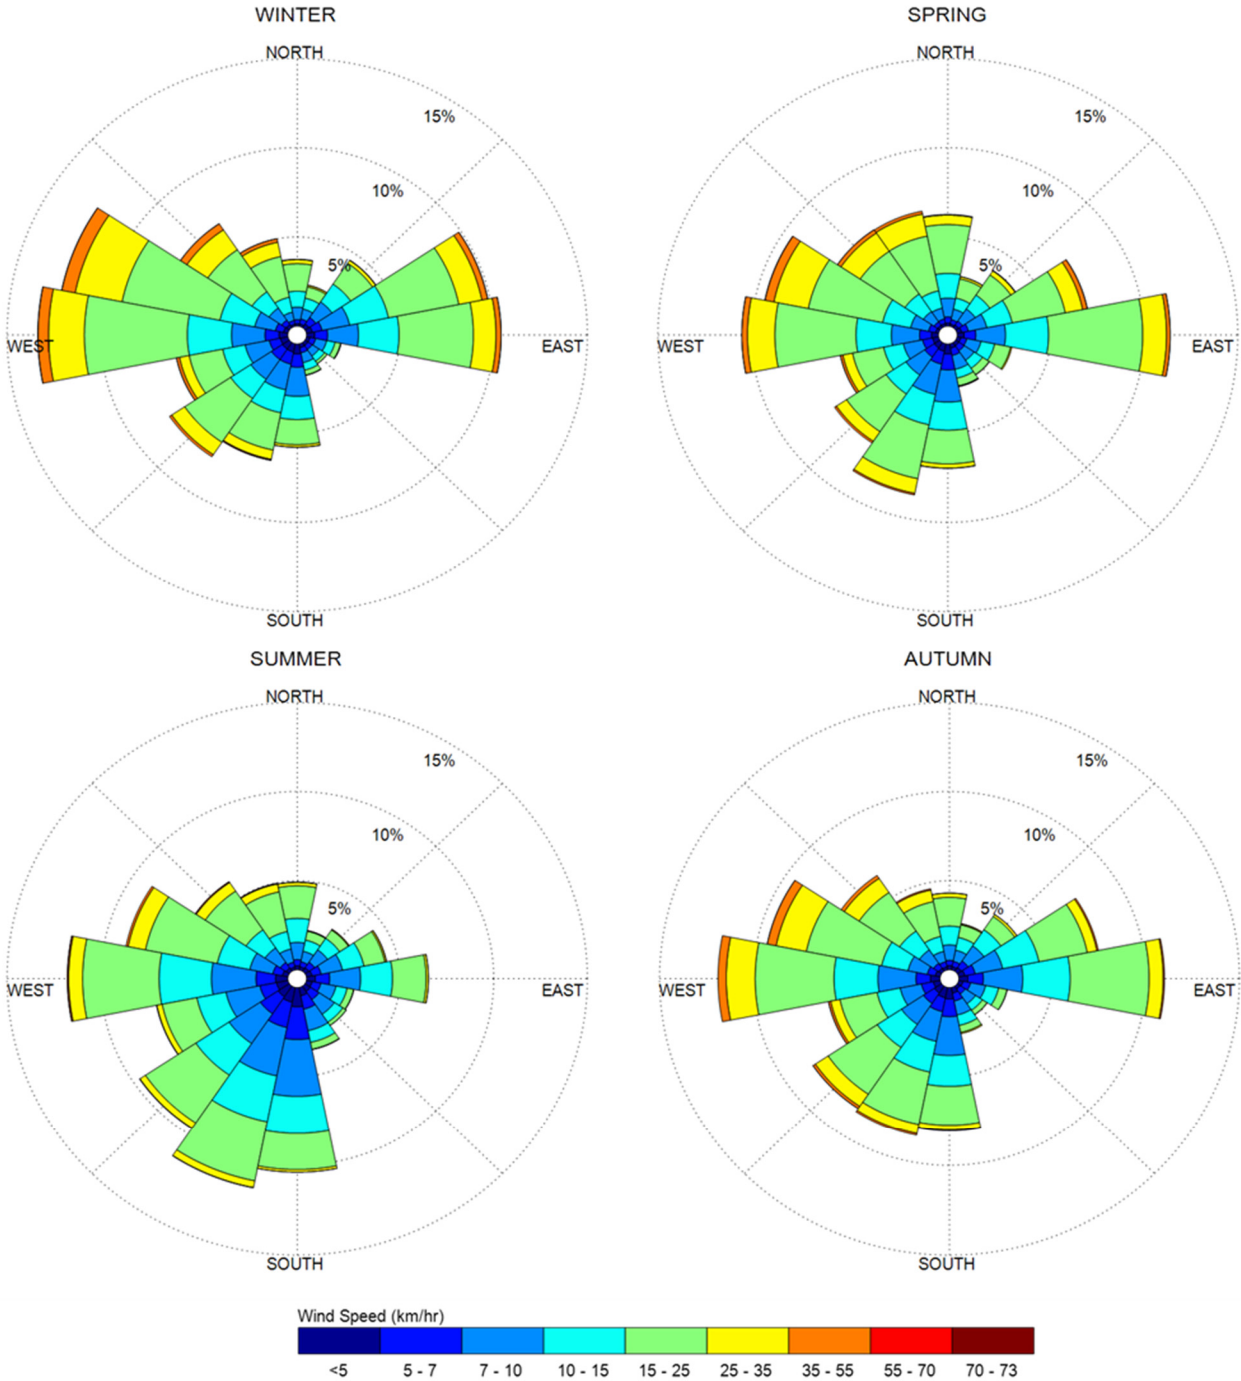 WINTER
SPRING
NORTH
NORTH
15%
15%
10%
10%
5%
5%
WEST
EAST
WEST
EAST
SOUTH
SOUTH
SUMMER
AUTUMN
NORTH
NORTH
15%
15%
10%
10%
5%
5%
WEST
EAST
WEST
EAST
SOUTH
SOUTH
Wind Speed (km/hr)
<5 5 - 7 7 - 10 10 - 15 15 - 25 25 - 35 35 - 55 55 - 70 70 - 73